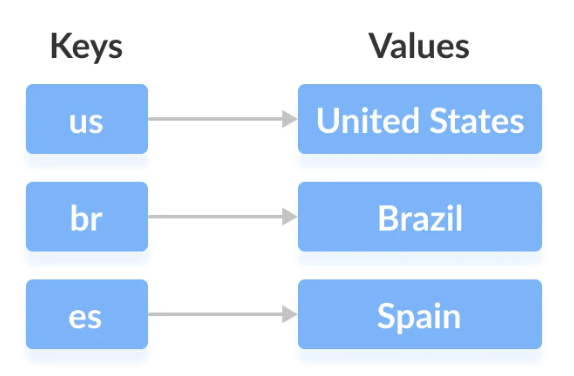 Keys Values
us United States
br Brazil
es Spain